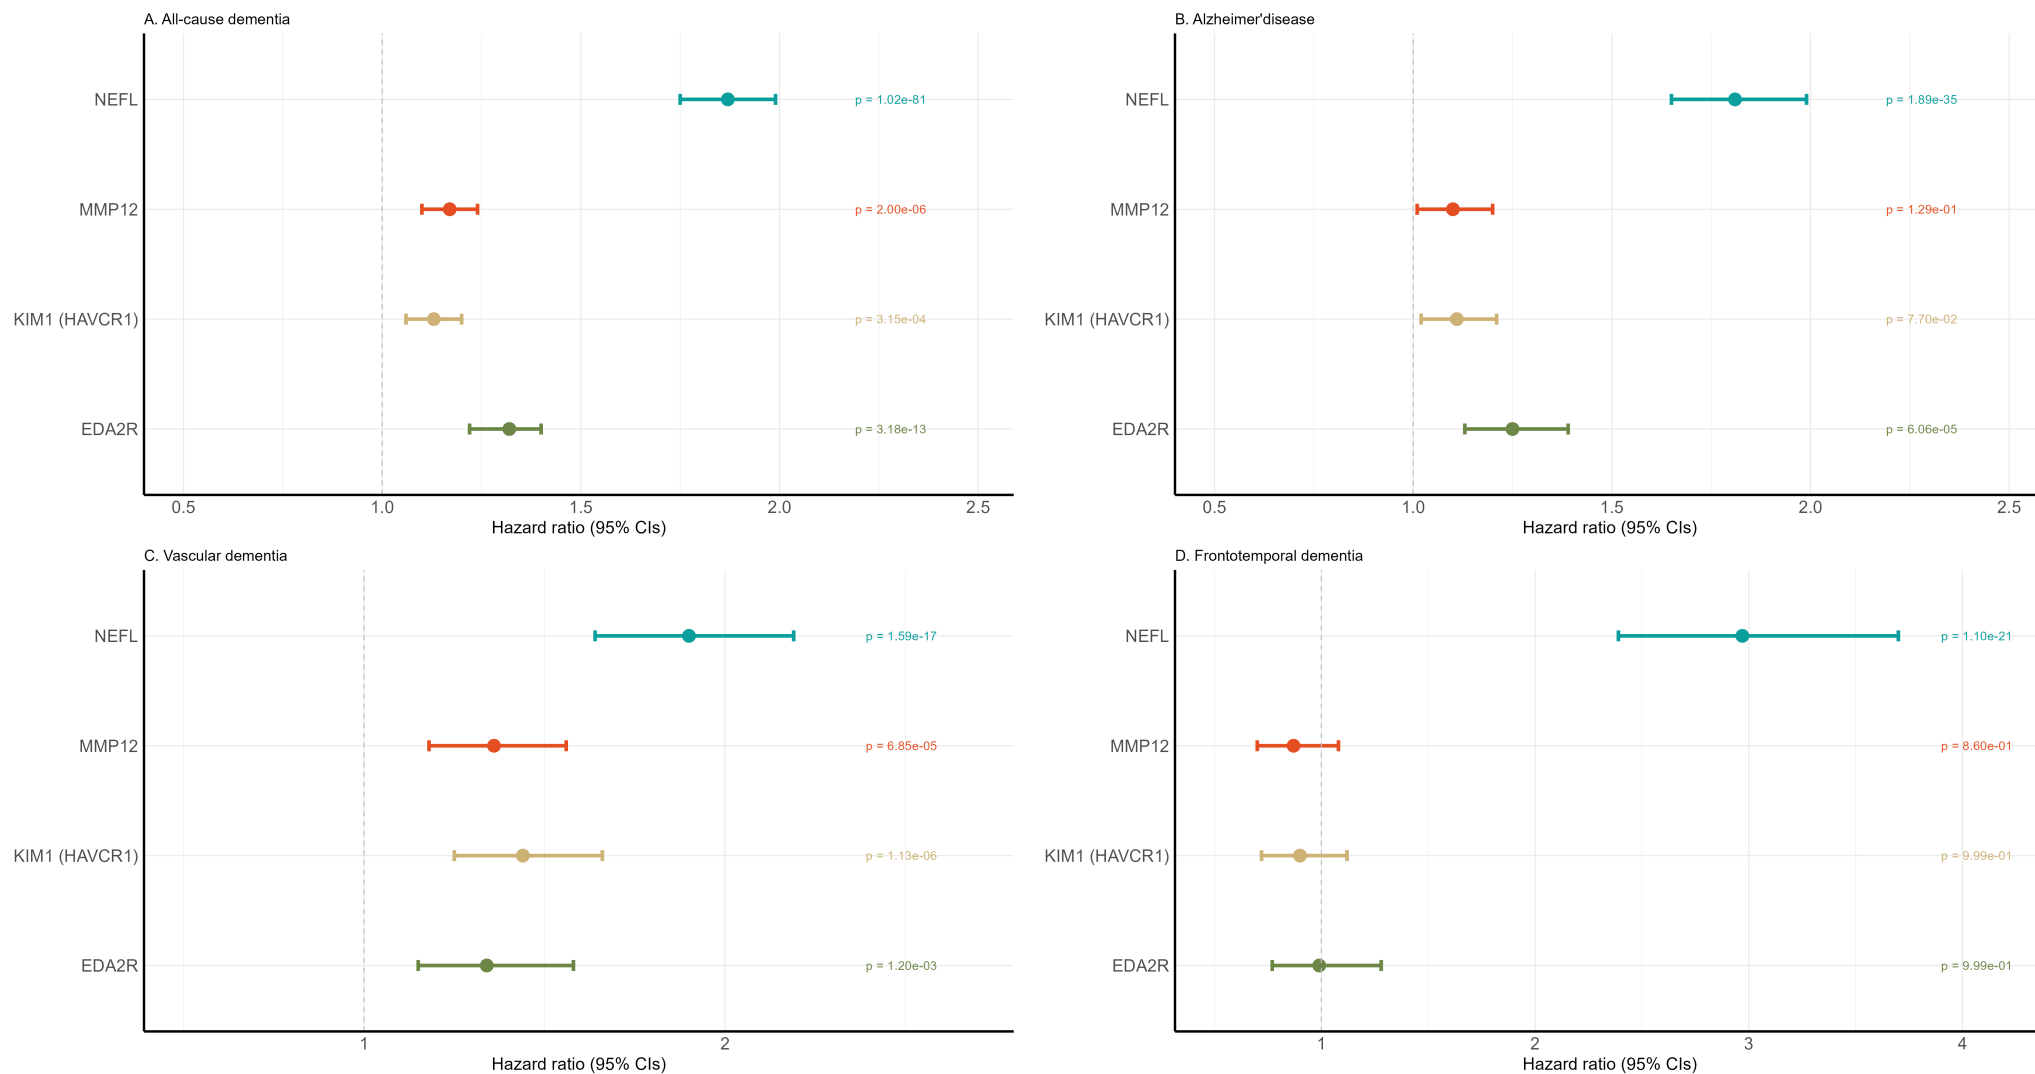 A. All-cause dementia
NEFL
p = 1.02e-81
MMP12
p = 2.00e-06
KIM1 (HAVCR1)
p = 3.15e-04
EDA2R
p = 3.18e-13
0.5 1.0 1.5 2.0 2.5
Hazard ratio (95% CIs)
B. Alzheimer'disease
NEFL
p = 1.89e-35
MMP12
p = 1.29e-01
KIM1 (HAVCR1)
p = 7.70e-02
EDA2R
p = 6.06e-05
0.5 1.0 1.5 2.0 2.5
Hazard ratio (95% CIs)
C. Vascular dementia
NEFL
p = 1.59e-17
MMP12
p = 6.85e-05
KIM1 (HAVCR1)
p = 1.13e-06
EDA2R
p = 1.20e-03
1 2
Hazard ratio (95% CIs)
D. Frontotemporal dementia
NEFL
p = 1.10e-21
MMP12
p = 8.60e-01
KIM1 (HAVCR1)
p = 9.99e-01
EDA2R
p = 9.99e-01
1 2 3 4
Hazard ratio (95% CIs)